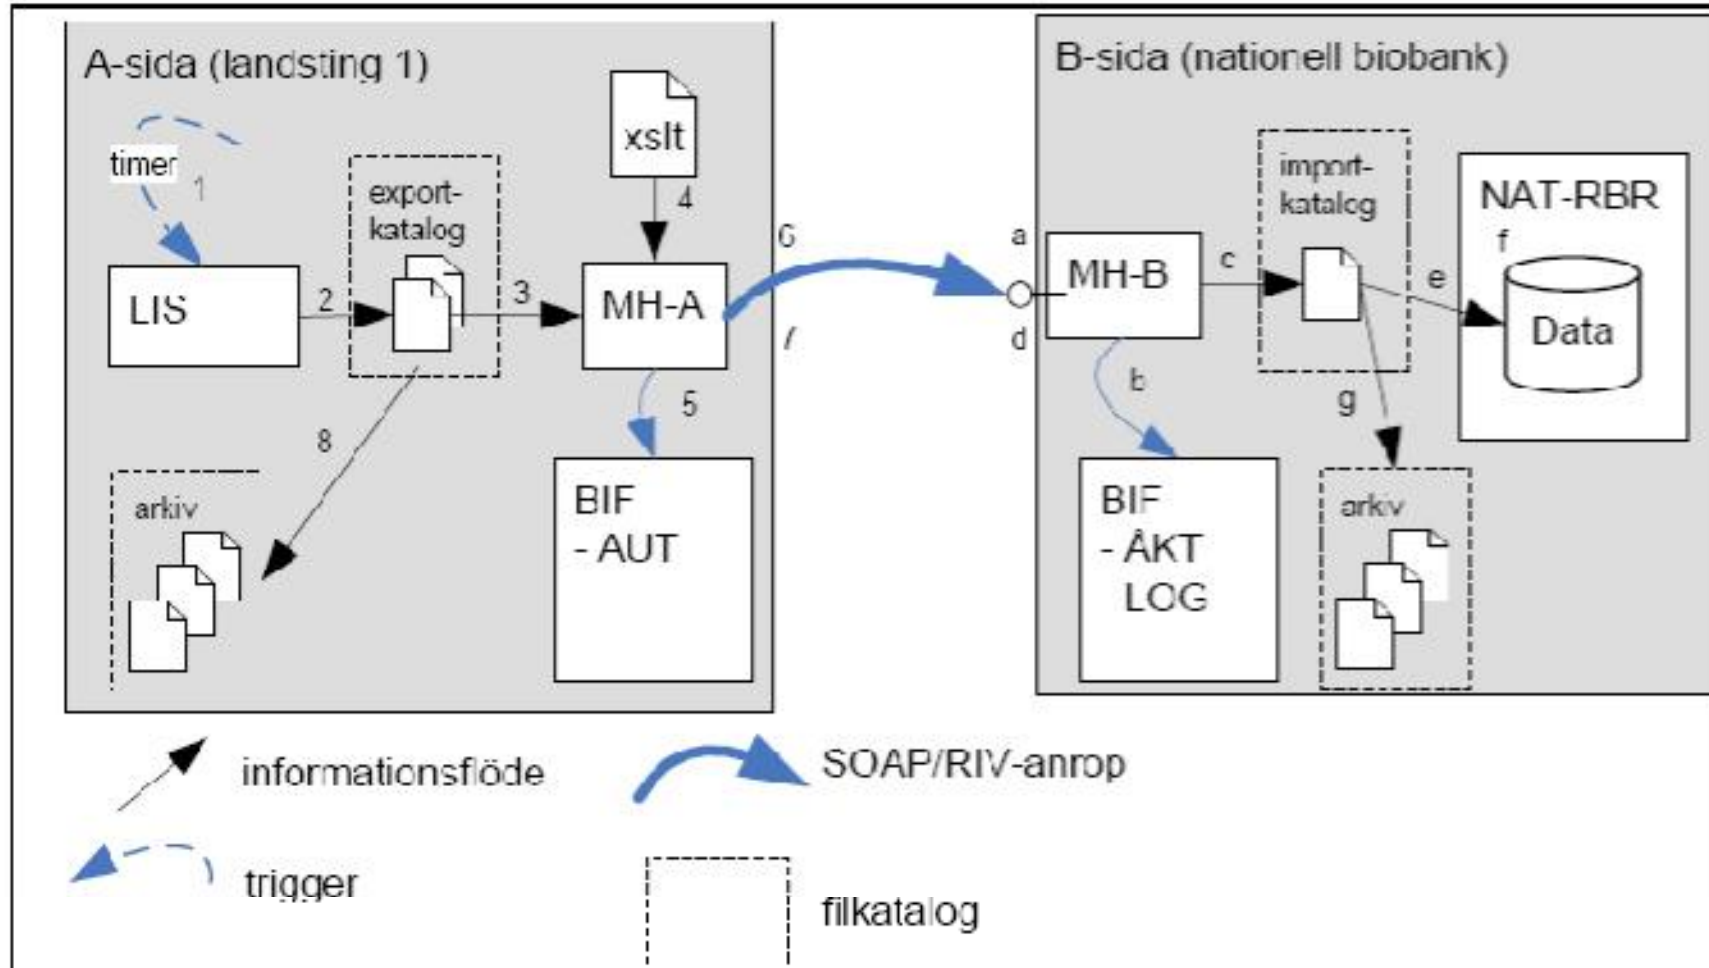 A-sida (landsting 1)
timer
1
export-
katalog
xslt
4
LIS
2
3
MH-A
6
7
5
8
arkiv
BIF
- AUT
B-sida (nationell biobank)
import-
katalog
NAT-RBR
f
a
MH-B
c
e
Data
d
b
g
BIF
- ÅKT
LOG
arkiv
informationsflöde
SOAP/RIV-anrop
trigger
filkatalog